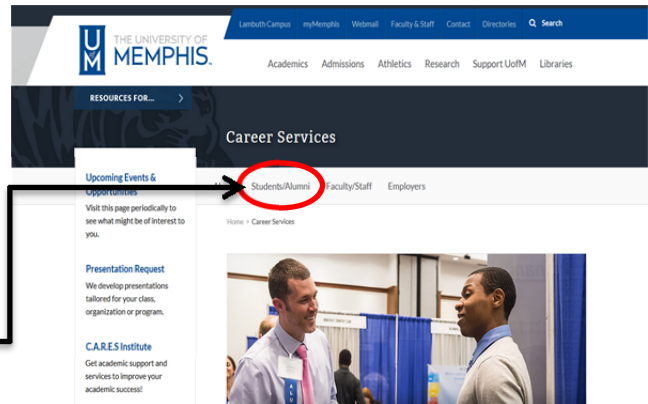 Lambuth Campus myMemphis Webmail Faculty & Staff Contact Directories Search
UM
THE UNIVERSITY OF
MEMPHIS.
Academics Admissions Athletics Research Support UofM Libraries
RESOURCES FOR... >
Career Services
Students/Alumni Faculty/Staff Employers
Home > Career Services
Upcoming Events &
Opportunities
Visit this page periodically to
see what might be of interest to
you.
Presentation Request
We develop presentations
tailored for your class,
organization or program.
C.A.R.E.S Institute
Get academic support and
services to improve your
academic success!